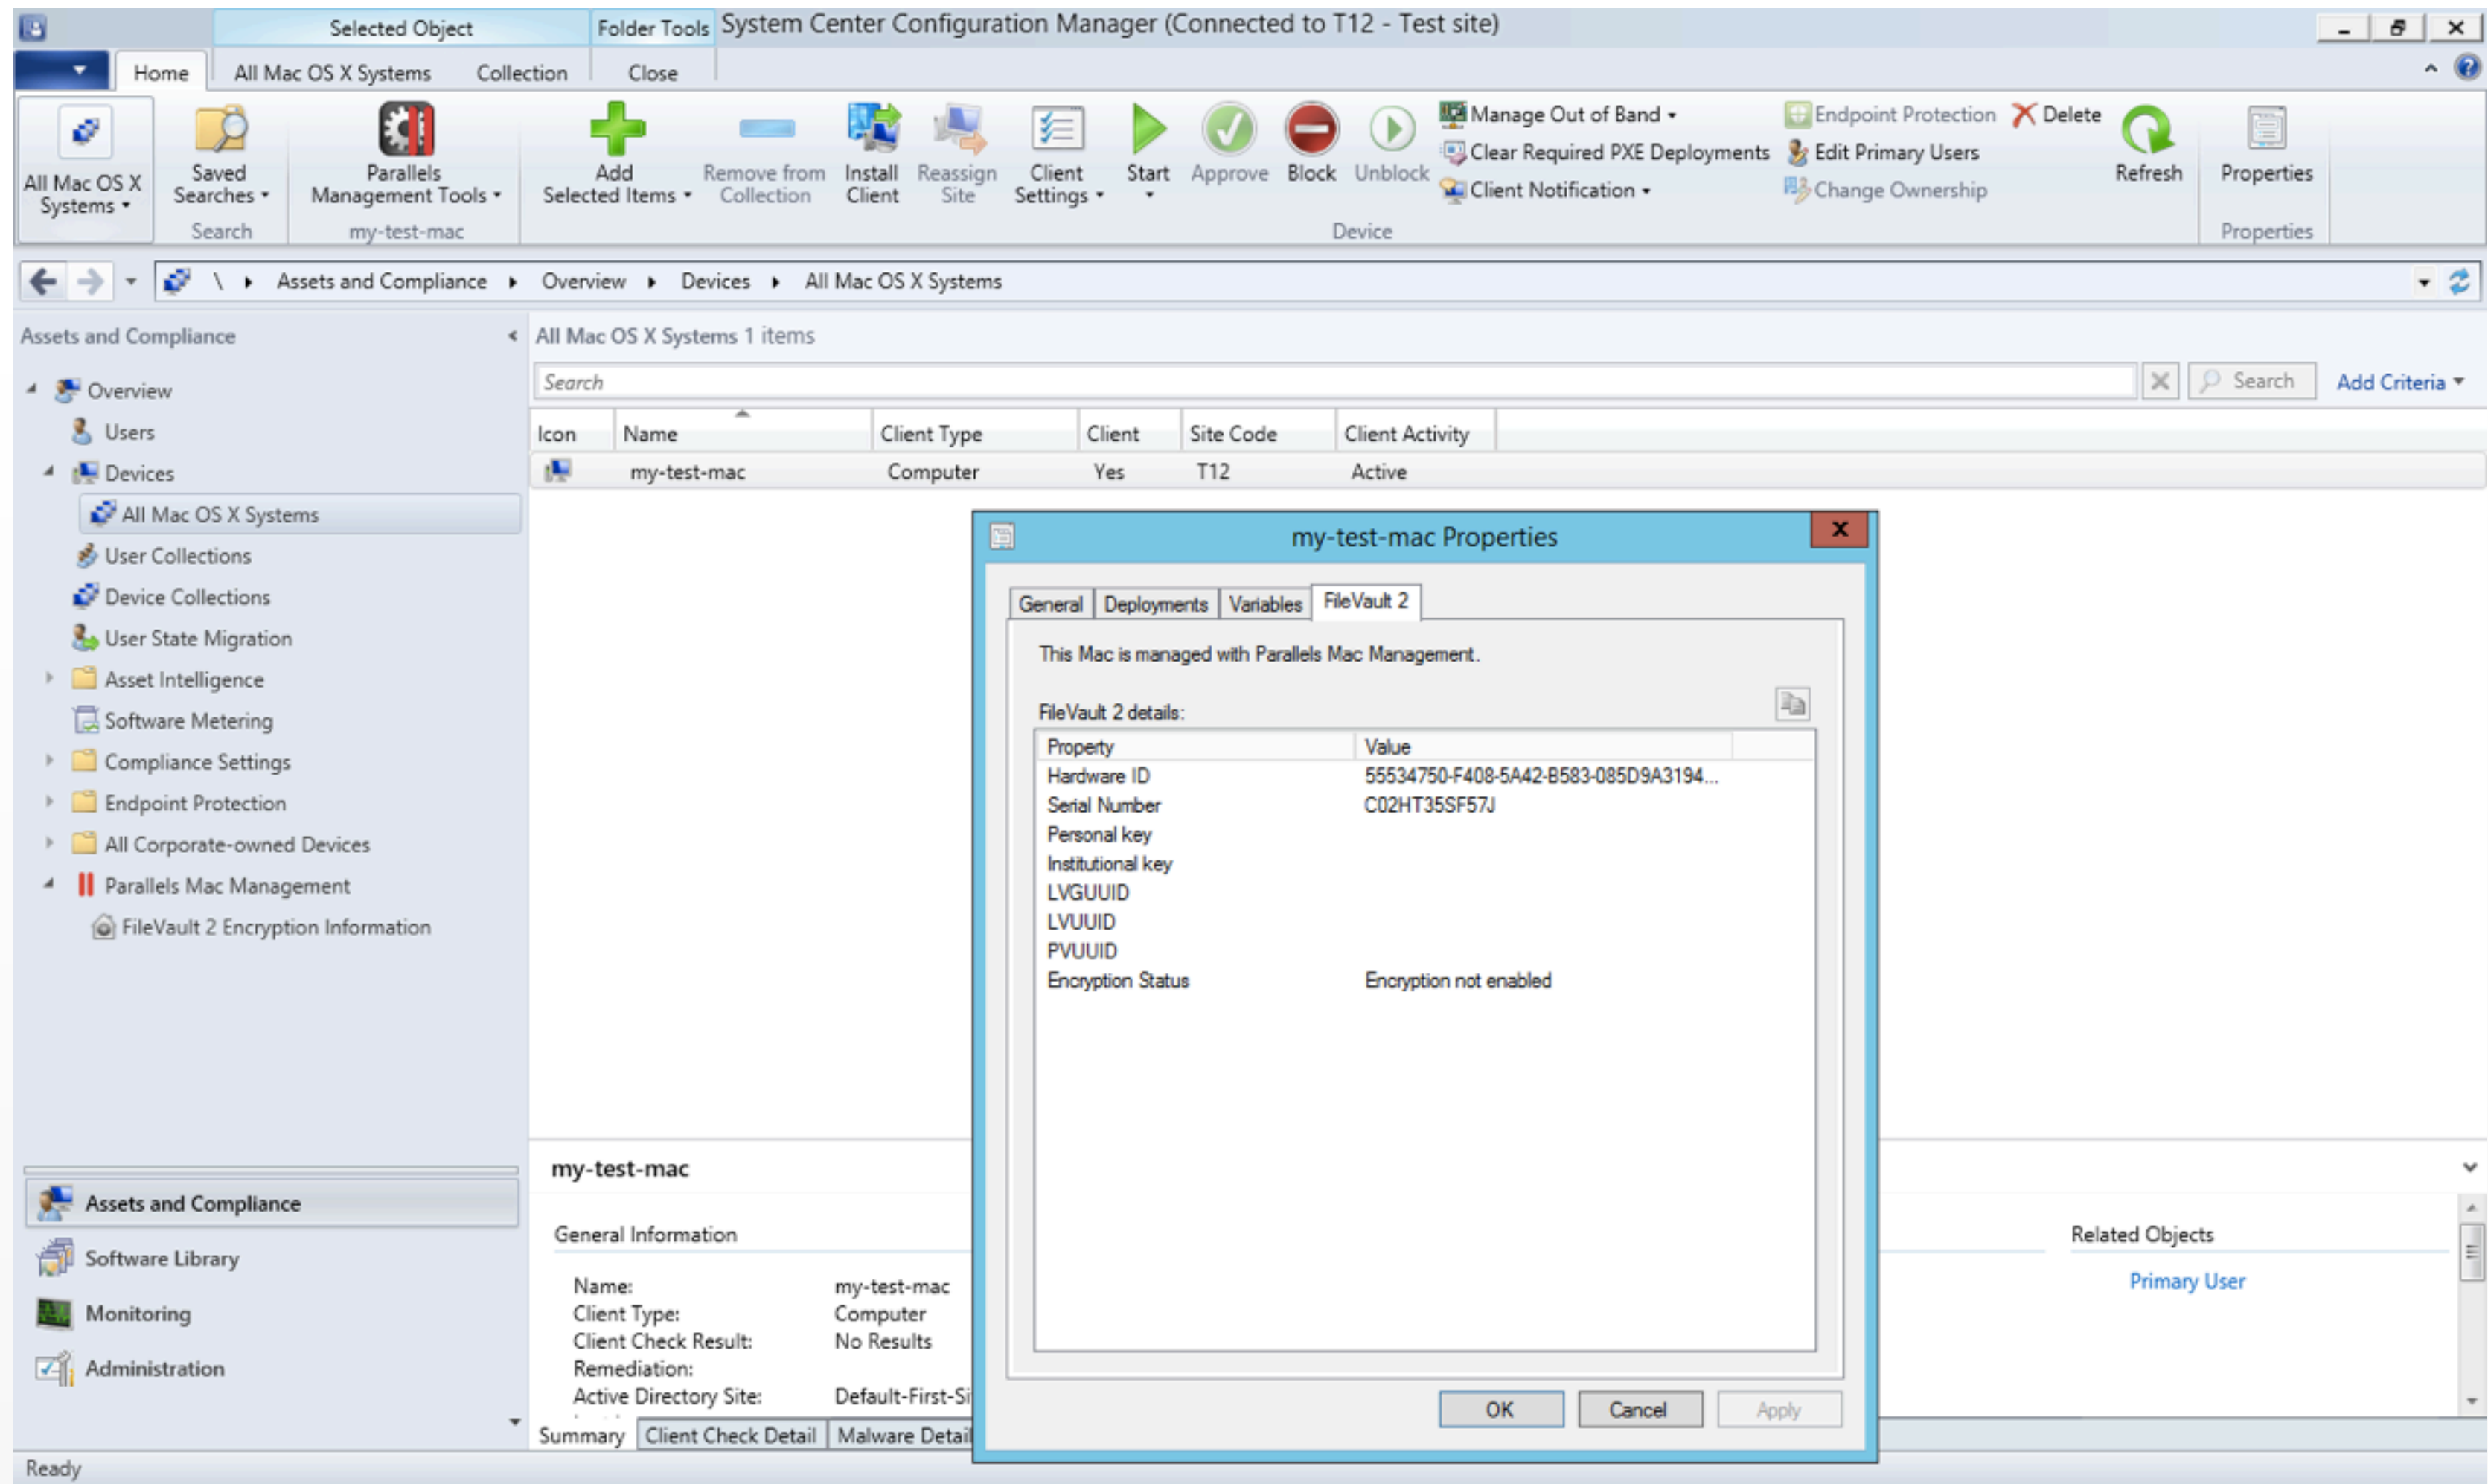 Selected Object Folder Tools System Center Configuration Manager (Connected to T12 - Test site)
Home All Mac OS X Systems Collection Close
All Mac OS X Systems
Saved Searches
Search
Parallels Management Tools
my-test-mac
Add Selected Items
Remove from Collection
Install Client
Reassign Site
Client Settings
Start
Approve
Block
Unblock
Manage Out of Band
Clear Required PXE Deployments
Client Notification
Endpoint Protection
Edit Primary Users
Change Ownership
Delete
Refresh
Device
Properties
Properties
\ Assets and Compliance Overview Devices All Mac OS X Systems
Assets and Compliance
Overview
Users
Devices
All Mac OS X Systems
User Collections
Device Collections
User State Migration
Asset Intelligence
Software Metering
Compliance Settings
Endpoint Protection
All Corporate-owned Devices
Parallels Mac Management
FileVault 2 Encryption Information
Assets and Compliance
Software Library
Monitoring
Administration
Ready
All Mac OS X Systems 1 items
Search Search Add Criteria
Icon Name Client Type Client Site Code Client Activity
my-test-mac Computer Yes T12 Active
my-test-mac Properties
General Deployments Variables FileVault 2
This Mac is managed with Parallels Mac Management.
FileVault 2 details:
Property Value
Hardware ID 55534750-F408-5A42-B583-085D9A3194...
Serial Number C02HT35SF57J
Personal key
Institutional key
LVGUUID
LVUUID
PVUUID
Encryption Status Encryption not enabled
OK Cancel Apply
my-test-mac
General Information
Name: my-test-mac
Client Type: Computer
Client Check Result: No Results
Remediation:
Active Directory Site: Default-First-Si
Summary Client Check Detail Malware Detail
Related Objects
Primary User